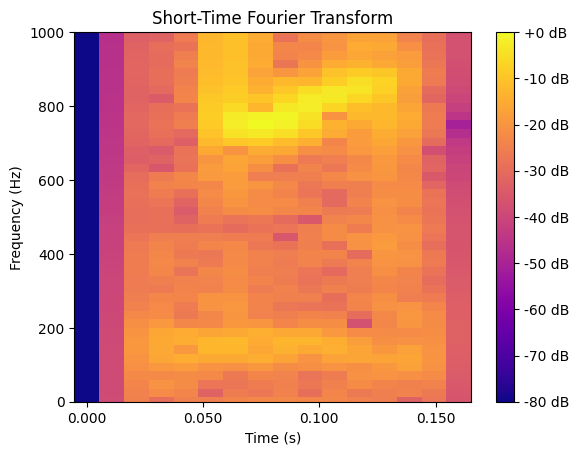 Short-Time Fourier Transform
1000
800
600
400
200
0
Frequency (Hz)
0.000
0.050
0.100
0.150
Time (s)
+0 dB
-10 dB
-20 dB
-30 dB
-40 dB
-50 dB
-60 dB
-70 dB
-80 dB